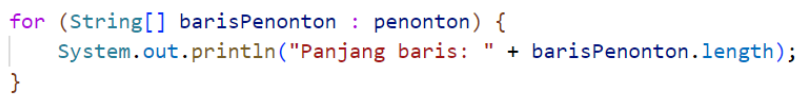 for (String[] barisPenonton : penonton) {
    System.out.println("Panjang baris: " + barisPenonton.length);
}